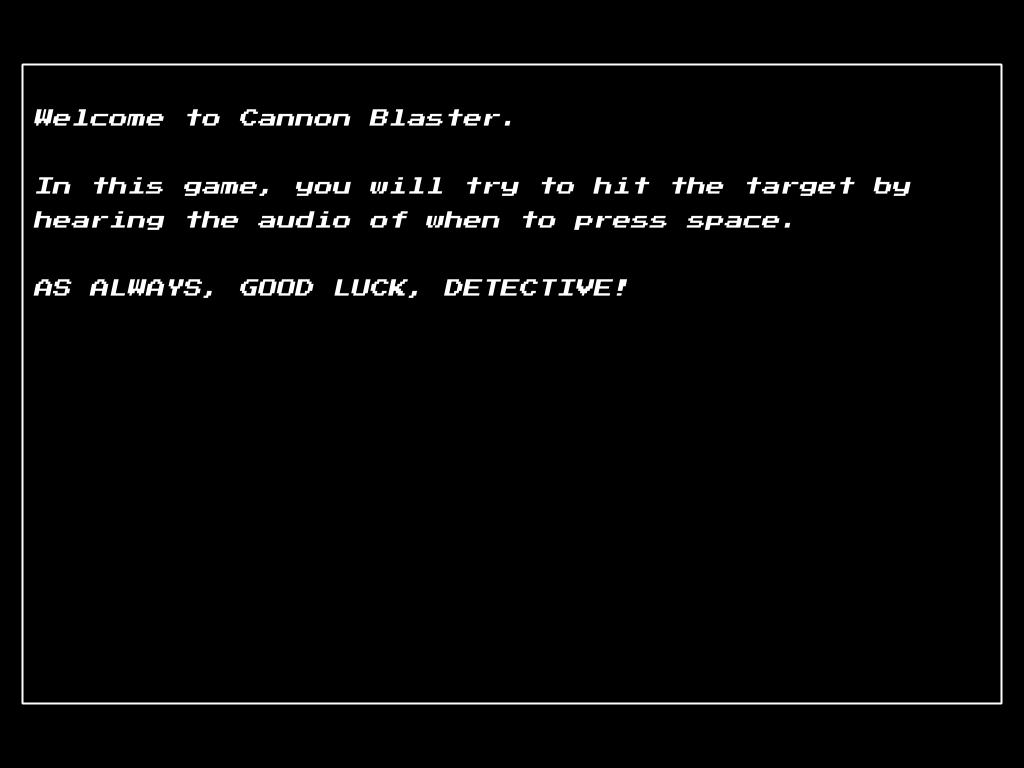 Welcome to Cannon Blaster.
In this game, you will try to hit the target by
hearing the audio of when to press space.
AS ALWAYS, GOOD LUCK, DETECTIVE!